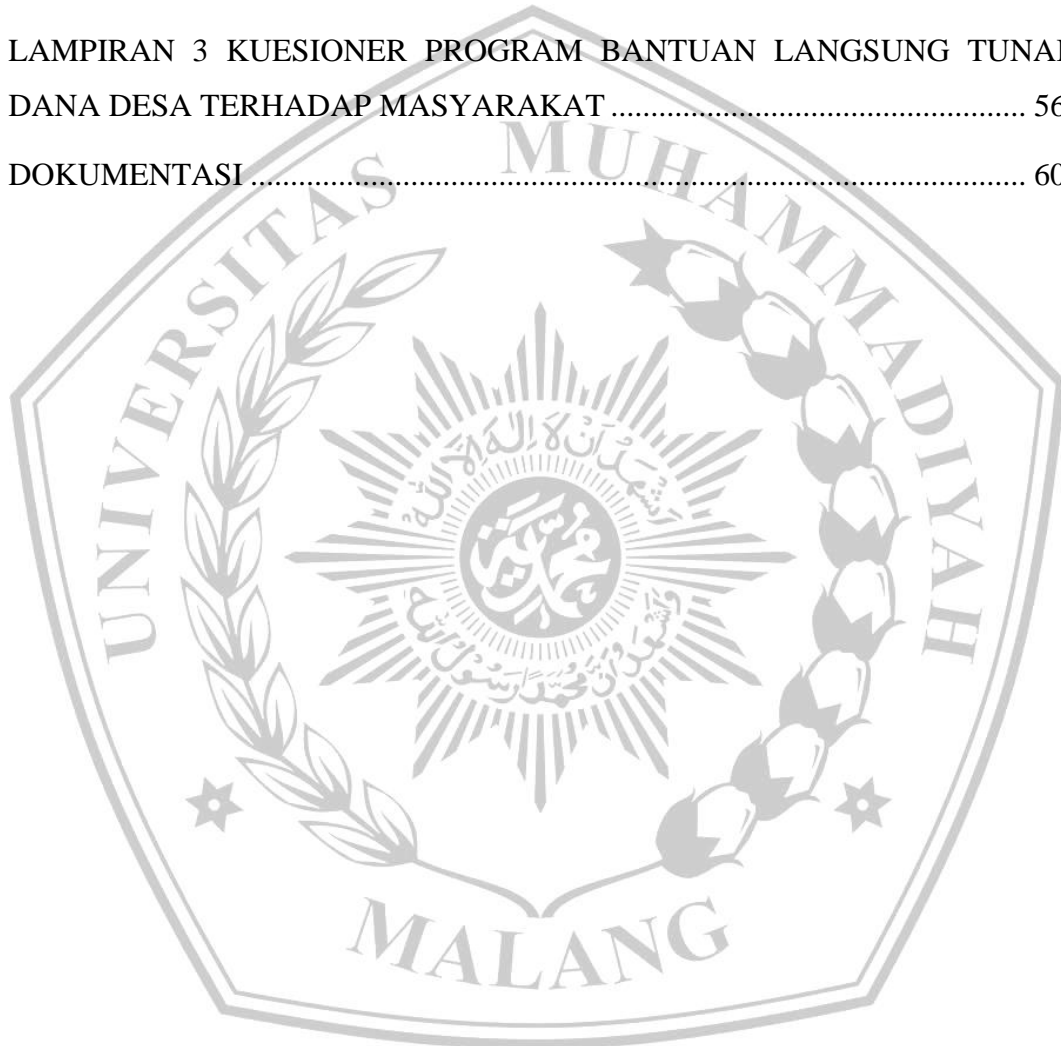 LAMPIRAN 3 KUESIONER PROGRAM BANTUAN LANGSUNG TUNAI
DANA DESA TERHADAP MASYARAKAT ............................................ 56
DOKUMENTASI .................................................................................. 60
UNIVERSITAS MUHAMMADIYAH
MALANG